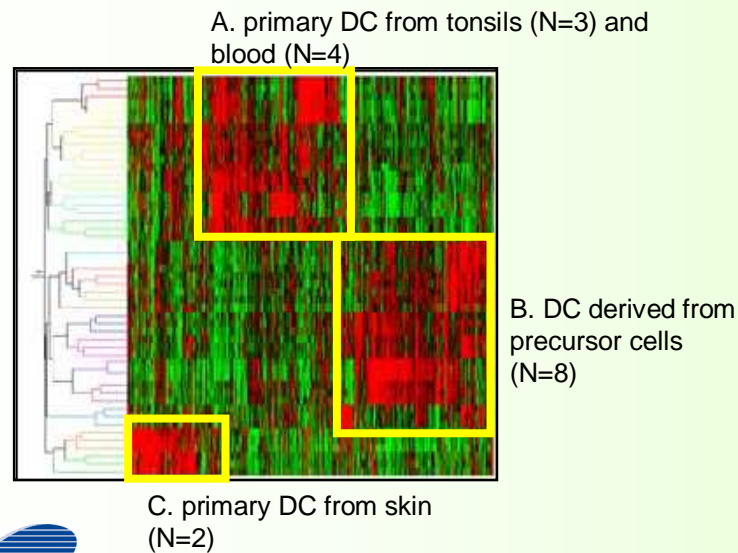 A. primary DC from tonsils (N=3) and
blood (N=4)
B. DC derived from
precursor cells
(N=8)
C. primary DC from skin
(N=2)